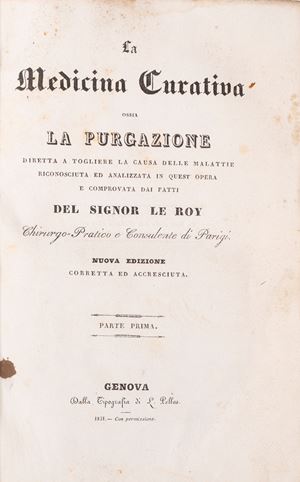 La
Medicina Curativa
OSSIA
LA PURGAZIONE
DIRETTA A TOGLIERE LA CAUSA DELLE MALATTIE
RICONOSCIUTA ED ANALIZZATA IN QUEST OPERA
E COMPROVATA DAI FATTI
DEL SIGNOR LE ROY
Chirurgo-Pratico e Consulente di Parigi.
NUOVA EDIZIONE
CORRETTA ED ACCRESCIUTA.
PARTE PRIMA.
GENOVA
Dalla Tipografia di L. Pellas.
— Con permissione.